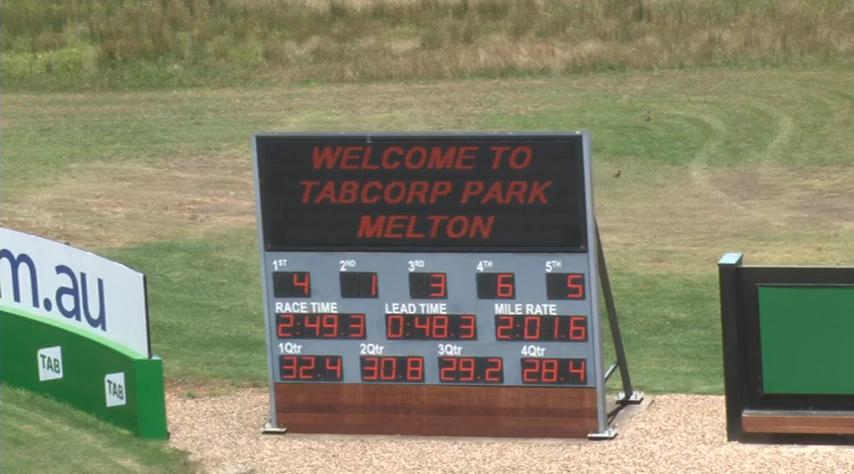 WELCOME TO
TABCORP PARK
MELTON
1ST 2ND 3RD 4TH 5TH
4 1 3 6 5
RACE TIME LEAD TIME MILE RATE
2:49.3 0:48.3 2:01.6
1Qtr 2Qtr 3Qtr 4Qtr
32.4 30.8 29.2 28.4
m.au
TAB
TAB